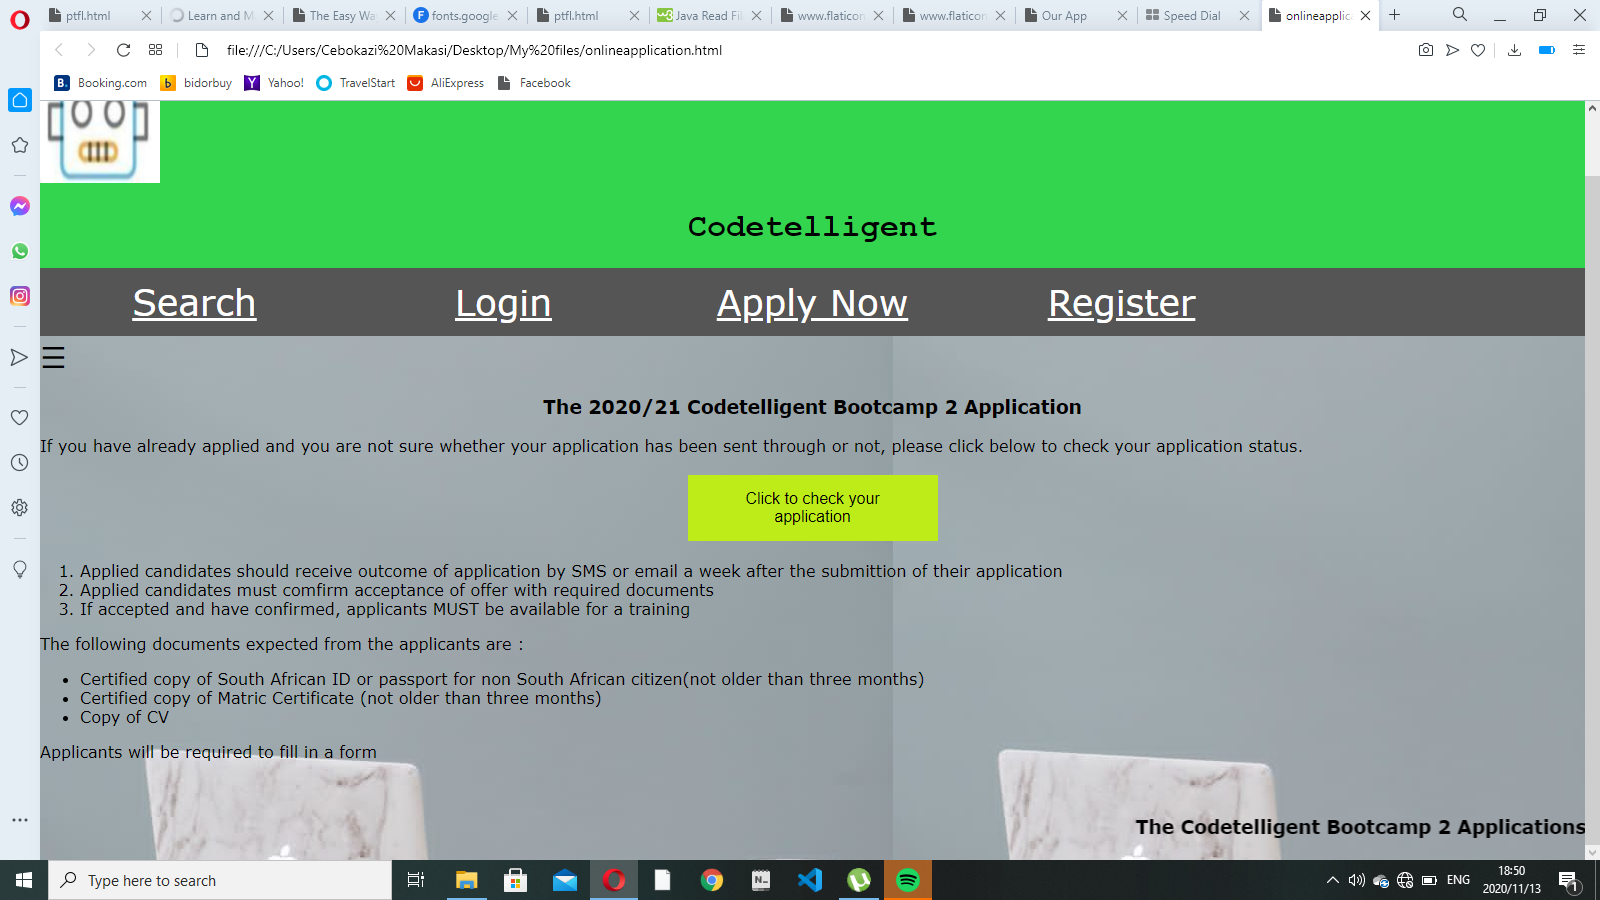 ptfl.html
Learn and M
The Easy Wa
fonts.google
ptfl.html
Java Read Fil
www.flaticon
www.flaticon
Our App
Speed Dial
onlineapplica
file:///C:/Users/Cebokazi%20Makasi/Desktop/My%20files/onlineapplication.html
Booking.com
bidorbuy
Yahoo!
TravelStart
AliExpress
Facebook
Codetelligent
Search Login Apply Now Register
The 2020/21 Codetelligent Bootcamp 2 Application
If you have already applied and you are not sure whether your application has been sent through or not, please click below to check your application status.
Click to check your
application
1. Applied candidates should receive outcome of application by SMS or email a week after the submittion of their application
2. Applied candidates must comfirm acceptance of offer with required documents
3. If accepted and have confirmed, applicants MUST be available for a training
The following documents expected from the applicants are :
• Certified copy of South African ID or passport for non South African citizen(not older than three months)
• Certified copy of Matric Certificate (not older than three months)
• Copy of CV
Applicants will be required to fill in a form
The Codetelligent Bootcamp 2 Applications
Type here to search
ENG
18:50
2020/11/13
1